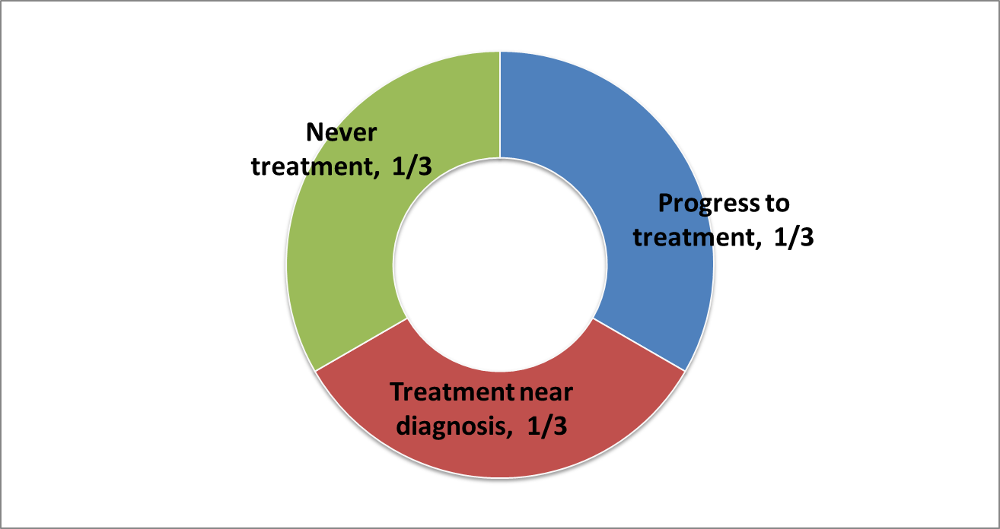 Never
treatment, 1/3
Progress to
treatment, 1/3
Treatment near
diagnosis, 1/3